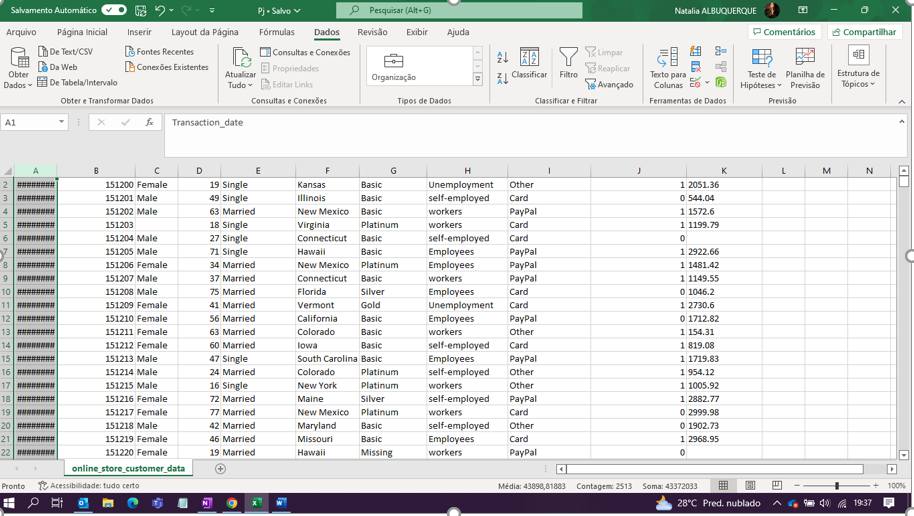 Salvamento Automático Pj • Salvo Pesquisar (Alt+G) Natalia ALBUQUERQUE
Arquivo Página Inicial Inserir Layout da Página Fórmulas Dados Revisão Exibir Ajuda Comentários Compartilhar
Obter Dados
De Text/CSV
Da Web
De Tabela/Intervalo
Fontes Recentes
Conexões Existentes
Obter e Transformar Dados
Atualizar Tudo
Consultas e Conexões
Propriedades
Editar Links
Consultas e Conexões
Organização
Tipos de Dados
Classificar
Filtro
Limpar
Reaplicar
Avançado
Classificar e Filtrar
Texto para Colunas
Ferramentas de Dados
Teste de Hipóteses
Planilha de Previsão
Previsão
Estrutura de Tópicos
A1 fx Transaction_date
A B C D E F G H I J K L M N
2 ######## 151200 Female 19 Single Kansas Basic Unemployment Other 1 2051.36
3 ######## 151201 Male 49 Single Illinois Basic self-employed Card 0 544.04
4 ######## 151202 Male 63 Married New Mexico Basic workers PayPal 1 1572.6
5 ######## 151203 18 Single Virginia Platinum workers Card 1 1199.79
6 ######## 151204 Male 27 Single Connecticut Basic self-employed Card 0
7 ######## 151205 Male 71 Single Hawaii Basic Employees PayPal 1 2922.66
8 ######## 151206 Female 34 Married New Mexico Platinum Employees PayPal 1 1481.42
9 ######## 151207 Male 37 Married Connecticut Basic workers PayPal 1 1149.55
10 ######## 151208 Male 75 Married Florida Silver Employees Card 0 1046.2
11 ######## 151209 Female 41 Married Vermont Gold Unemployment Card 1 2730.6
12 ######## 151210 Female 56 Married California Basic Employees PayPal 0 1712.82
13 ######## 151211 Female 63 Married Colorado Basic workers Other 1 154.31
14 ######## 151212 Female 60 Married Iowa Basic self-employed Card 1 819.08
15 ######## 151213 Male 47 Single South Carolina Basic Employees PayPal 1 1719.83
16 ######## 151214 Male 24 Married Colorado Platinum self-employed Other 1 954.12
17 ######## 151215 Male 16 Single New York Platinum workers Other 1 1005.92
18 ######## 151216 Female 72 Married Maine Silver self-employed PayPal 1 2882.77
19 ######## 151217 Female 77 Married New Mexico Platinum workers Card 0 2999.98
20 ######## 151218 Male 42 Married Maryland Basic self-employed Other 0 1902.73
21 ######## 151219 Female 46 Married Missouri Basic Employees Card 1 2968.95
22 ######## 151220 Female 19 Married Hawaii Missing workers PayPal 0
online_store_customer_data
Pronto Acessibilidade: tudo certo Média: 43898,81883 Contagem: 2513 Soma: 43372033 100%
28°C Pred. nublado 19:37